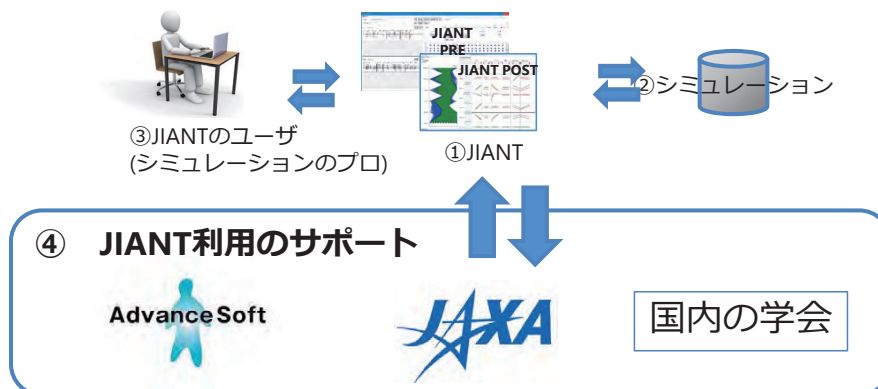 JIANT
PRE
JIANT POST
③JIANTのユーザ
(シミュレーションのプロ)
①JIANT
②シミュレーション
④ JIANT利用のサポート
AdvanceSoft
JAXA
国内の学会